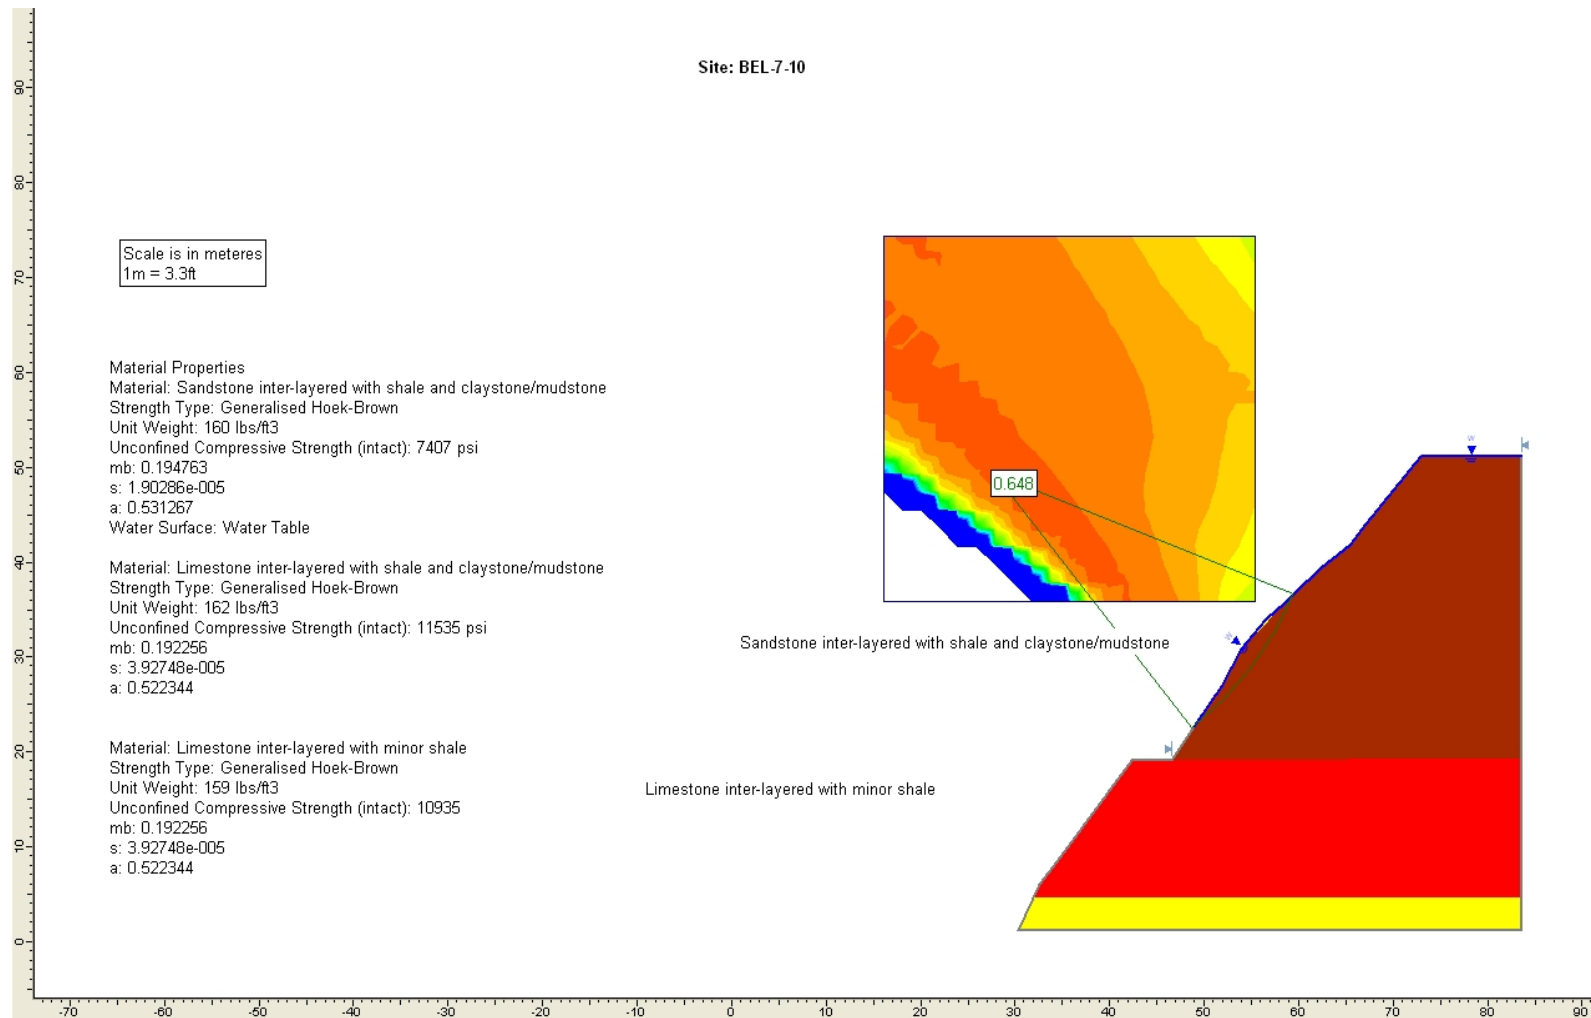 Site: BEL-7-10
Scale is in meteres
1m = 3.3ft
Material Properties
Material: Sandstone inter-layered with shale and claystone/mudstone
Strength Type: Generalised Hoek-Brown
Unit Weight: 160 lbs/ft3
Unconfined Compressive Strength (intact): 7407 psi
mb: 0.194763
s: 1.90286e-005
a: 0.531267
Water Surface: Water Table
Material: Limestone inter-layered with shale and claystone/mudstone
Strength Type: Generalised Hoek-Brown
Unit Weight: 162 lbs/ft3
Unconfined Compressive Strength (intact): 11535 psi
mb: 0.192256
s: 3.92748e-005
a: 0.522344
Material: Limestone inter-layered with minor shale
Strength Type: Generalised Hoek-Brown
Unit Weight: 159 lbs/ft3
Unconfined Compressive Strength (intact): 10935
mb: 0.192256
s: 3.92748e-005
a: 0.522344
0.648
W
W
Sandstone inter-layered with shale and claystone/mudstone
Limestone inter-layered with minor shale
90
80
70
60
50
40
30
20
10
0
-70 -60 -50 -40 -30 -20 -10 0 10 20 30 40 50 60 70 80 90